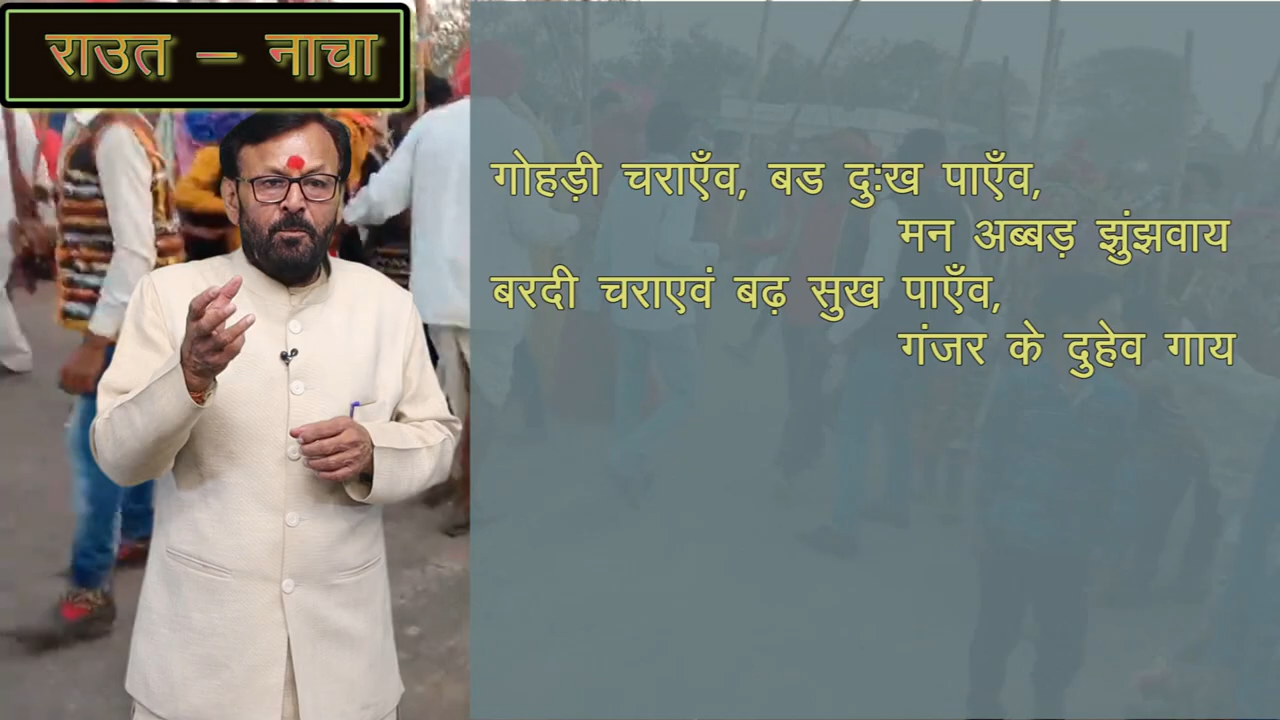 राउत – नाचा
गोहड़ी चराएँव, बड दुःख पाएँव,
मन अब्बड़ झुंझवाय
बरदी चराएवं बढ़ सुख पाएँव,
गंजर के दुहेव गाय